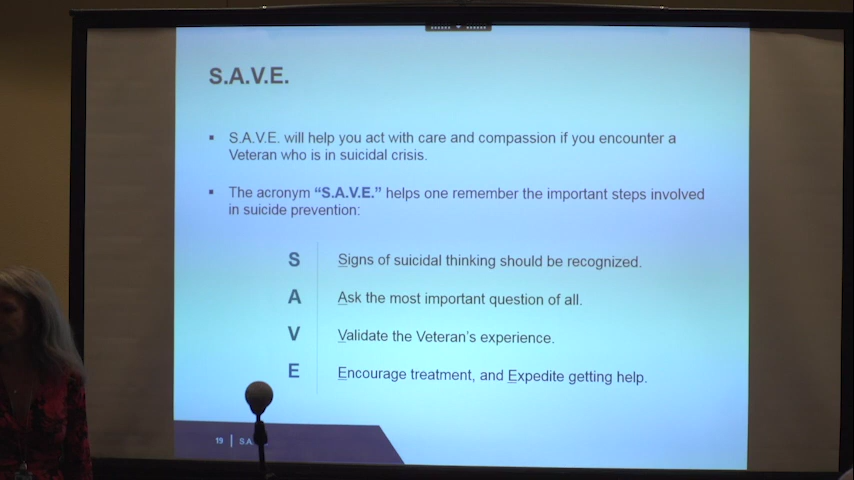 S.A.V.E.
▪ S.A.V.E. will help you act with care and compassion if you encounter a
Veteran who is in suicidal crisis.
▪ The acronym “S.A.V.E.” helps one remember the important steps involved
in suicide prevention:
S Signs of suicidal thinking should be recognized.
A Ask the most important question of all.
V Validate the Veteran’s experience.
E Encourage treatment, and Expedite getting help.
19 | S.A